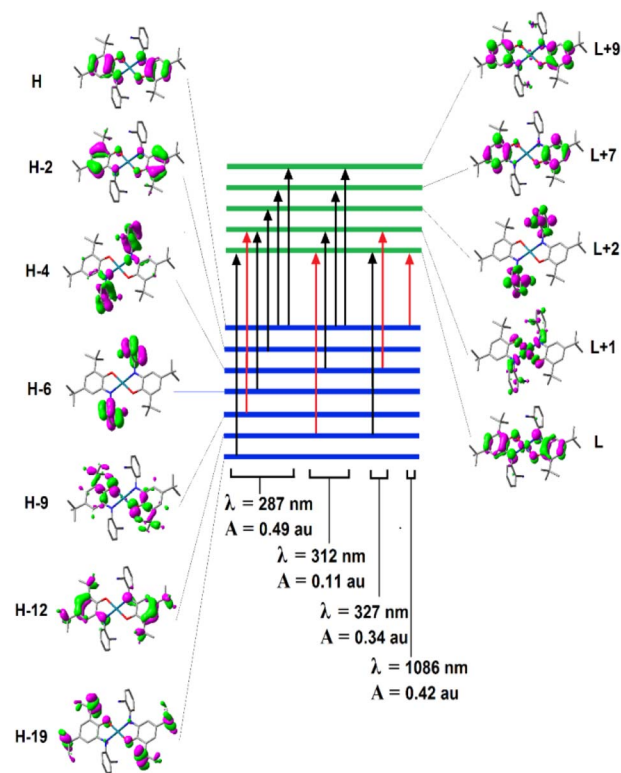 H
H-2
H-4
H-6
H-9
H-12
H-19
L+9
L+7
L+2
L+1
L
λ = 287 nm
A = 0.49 au
λ = 312 nm
A = 0.11 au
λ = 327 nm
A = 0.34 au
λ = 1086 nm
A = 0.42 au